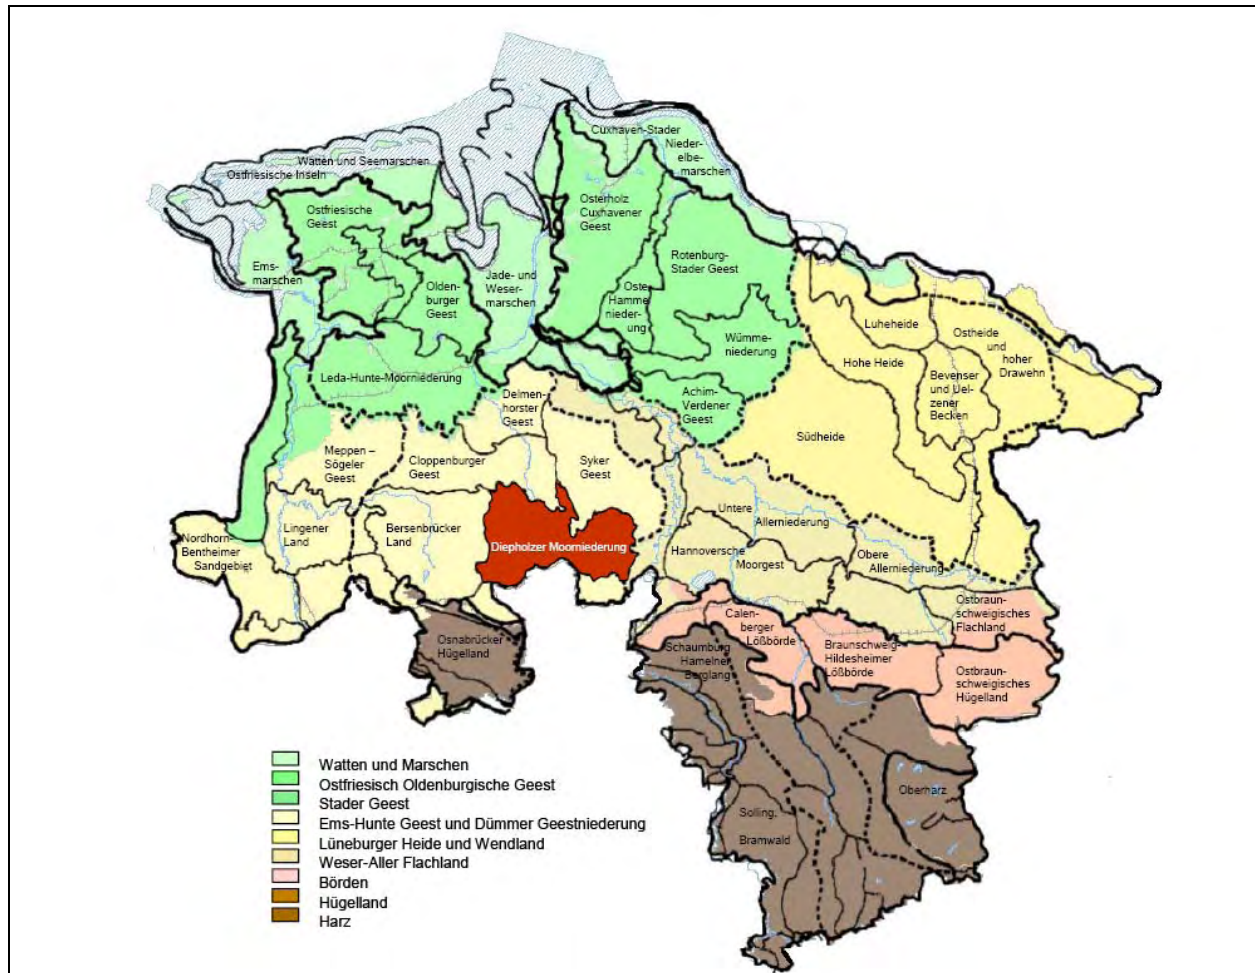 Cuxhaven-Stader
Nieder-
elbe-
marschen
Watten und Seemarschen
Ostfriesische Inseln
Ostfriesische
Geest
Osterholz
Cuxhavener
Geest
Rotenburg-
Stader Geest
Ems-
marschen
Olden-
burger
Geest
Jade- und
Weser-
marschen
Oste
Hamme
nieder-
ung
Wümme-
niederung
Luheheide
Ostheide
und
hoher
Drawehn
Hohe Heide
Bevenser
und Uel-
zener
Becken
Leda-Hunte-Moorniederung
Delmen-
horster
Geest
Achim-
Verdener
Geest
Südheide
Meppen –
Sögeler
Geest
Cloppenburger
Geest
Syker
Geest
Lingener
Land
Bersenbrücker
Land
Untere
Allerniederung
Nordhorn-
Bentheimer
Sandgebiet
Diepholzer Moorniederung
Hannoversche
Moorgest
Obere
Allerniederung
Ostbraun-
schweigisches
Flachland
Calen-
berger
Lößbörde
Osnabrücker
Hügelland
Schaumburg
Hamelner
Berglang
Braunschweig-
Hildesheimer
Lößbörde
Ostbraun-
schweigisches
Hügelland
Oberharz
Solling,
Bramwald
Watten und Marschen
Ostfriesisch Oldenburgische Geest
Stader Geest
Ems-Hunte Geest und Dümmer Geestniederung
Lüneburger Heide und Wendland
Weser-Aller Flachland
Börden
Hügelland
Harz